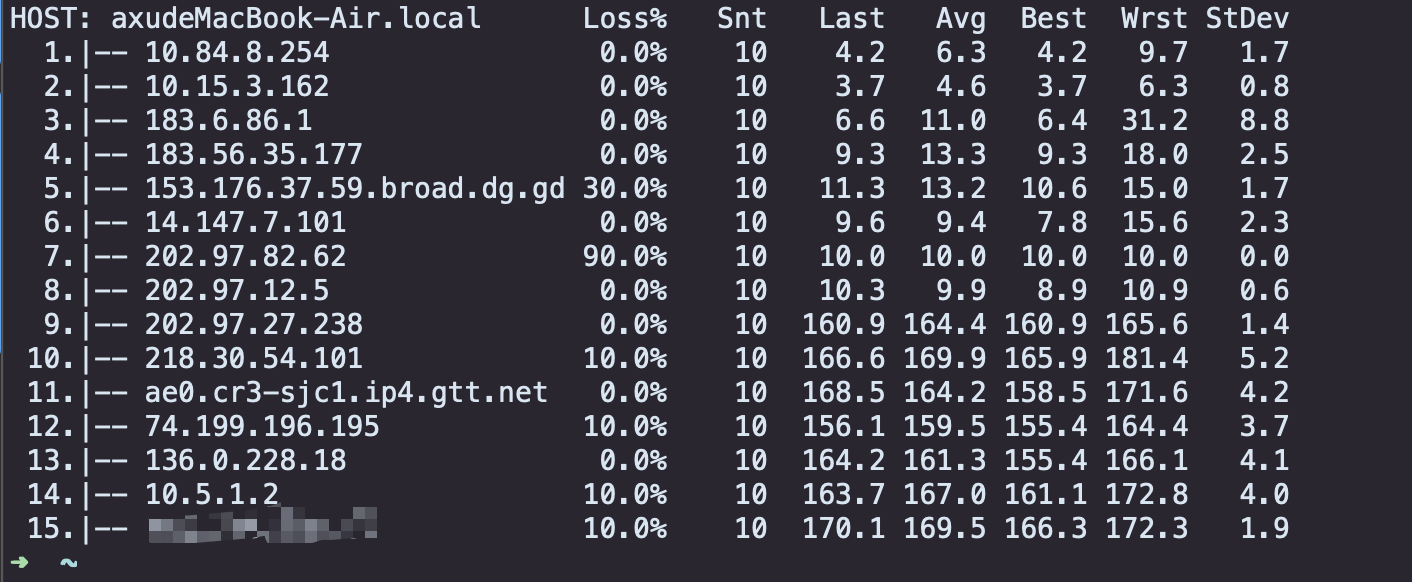 HOST: axudeMacBook-Air.local Loss% Snt Last Avg Best Wrst StDev
1.|-- 10.84.8.254 0.0% 10 4.2 6.3 4.2 9.7 1.7
2.|-- 10.15.3.162 0.0% 10 3.7 4.6 3.7 6.3 0.8
3.|-- 183.6.86.1 0.0% 10 6.6 11.0 6.4 31.2 8.8
4.|-- 183.56.35.177 0.0% 10 9.3 13.3 9.3 18.0 2.5
5.|-- 153.176.37.59.broad.dg.gd 30.0% 10 11.3 13.2 10.6 15.0 1.7
6.|-- 14.147.7.101 0.0% 10 9.6 9.4 7.8 15.6 2.3
7.|-- 202.97.82.62 90.0% 10 10.0 10.0 10.0 10.0 0.0
8.|-- 202.97.12.5 0.0% 10 10.3 9.9 8.9 10.9 0.6
9.|-- 202.97.27.238 0.0% 10 160.9 164.4 160.9 165.6 1.4
10.|-- 218.30.54.101 10.0% 10 166.6 169.9 165.9 181.4 5.2
11.|-- ae0.cr3-sjc1.ip4.gtt.net 0.0% 10 168.5 164.2 158.5 171.6 4.2
12.|-- 74.199.196.195 10.0% 10 156.1 159.5 155.4 164.4 3.7
13.|-- 136.0.228.18 0.0% 10 164.2 161.3 155.4 166.1 4.1
14.|-- 10.5.1.2 10.0% 10 163.7 167.0 161.1 172.8 4.0
15.|-- 10.0% 10 170.1 169.5 166.3 172.3 1.9
➜ ~